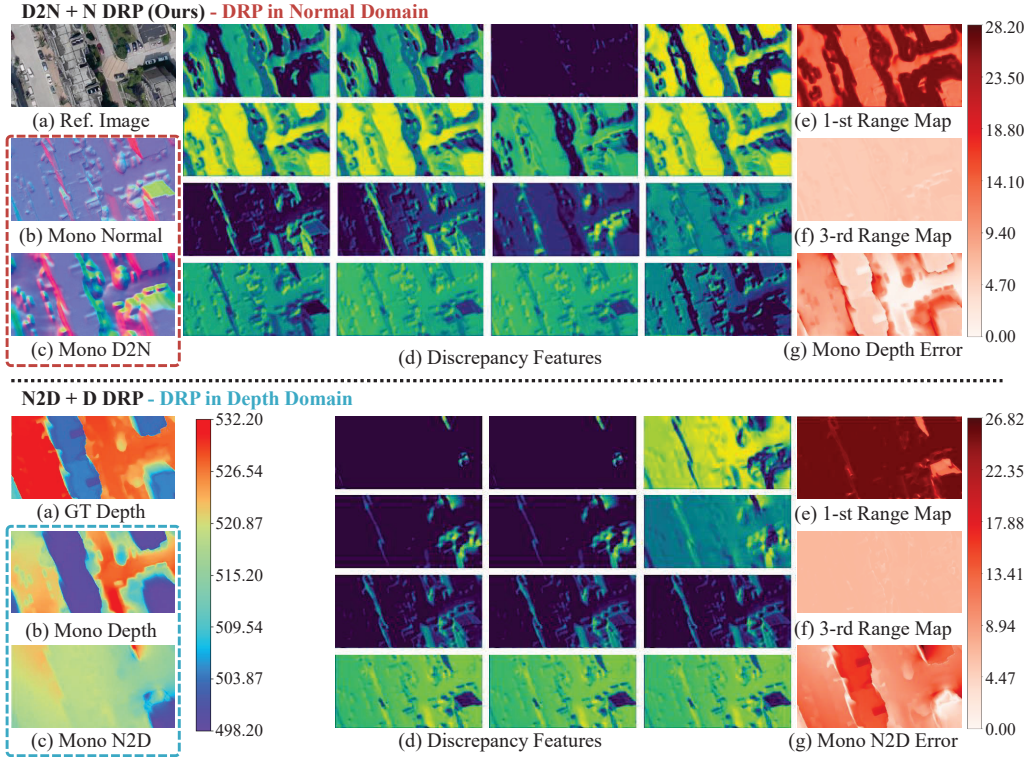 D2N + N DRP (Ours) - DRP in Normal Domain
(a) Ref. Image
(b) Mono Normal
(c) Mono D2N
(d) Discrepancy Features
(e) 1-st Range Map
(f) 3-rd Range Map
(g) Mono Depth Error
28.20
23.50
18.80
14.10
9.40
4.70
0.00
N2D + D DRP - DRP in Depth Domain
(a) GT Depth
(b) Mono Depth
(c) Mono N2D
532.20
526.54
520.87
515.20
509.54
503.87
498.20
(d) Discrepancy Features
(e) 1-st Range Map
(f) 3-rd Range Map
(g) Mono N2D Error
26.82
22.35
17.88
13.41
8.94
4.47
0.00